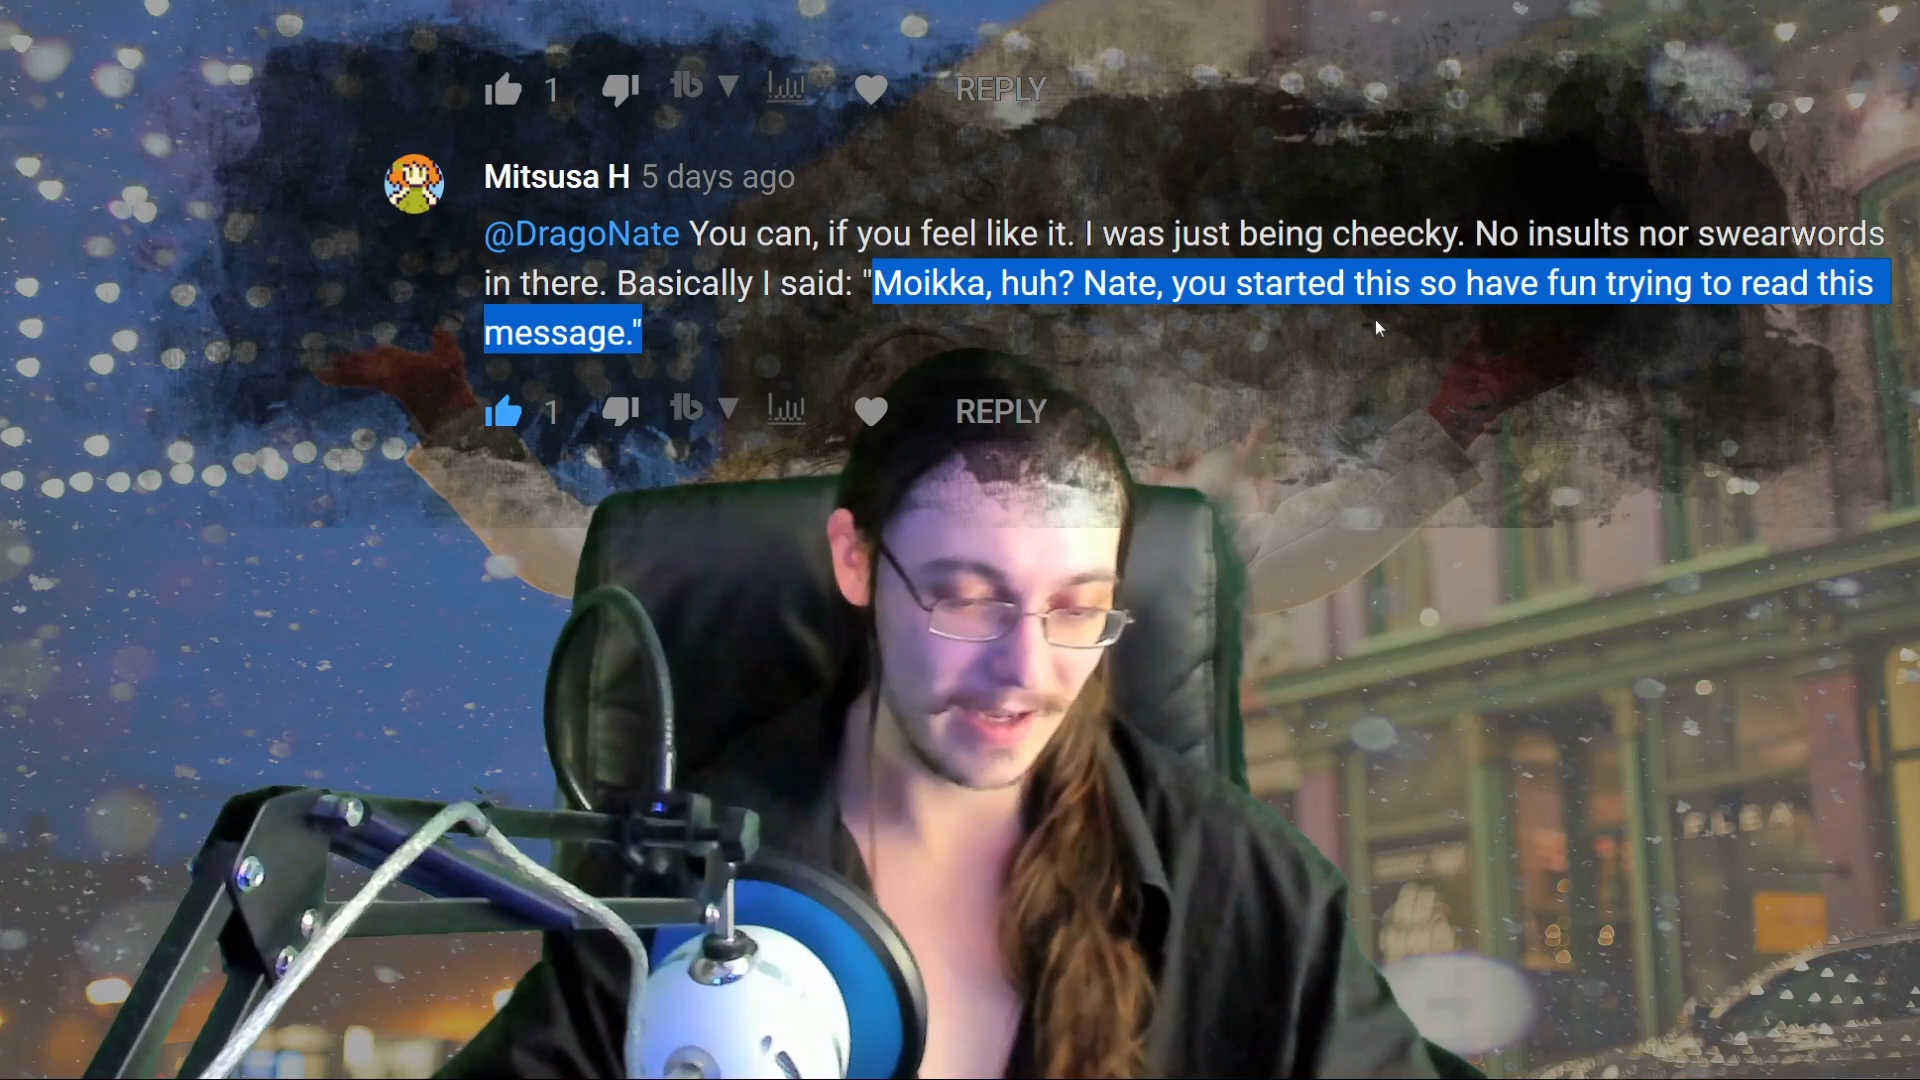 1 REPLY
Mitsusa H 5 days ago
@DragoNate You can, if you feel like it. I was just being cheecky. No insults nor swearwords
in there. Basically I said: "Moikka, huh? Nate, you started this so have fun trying to read this
message."
1 REPLY